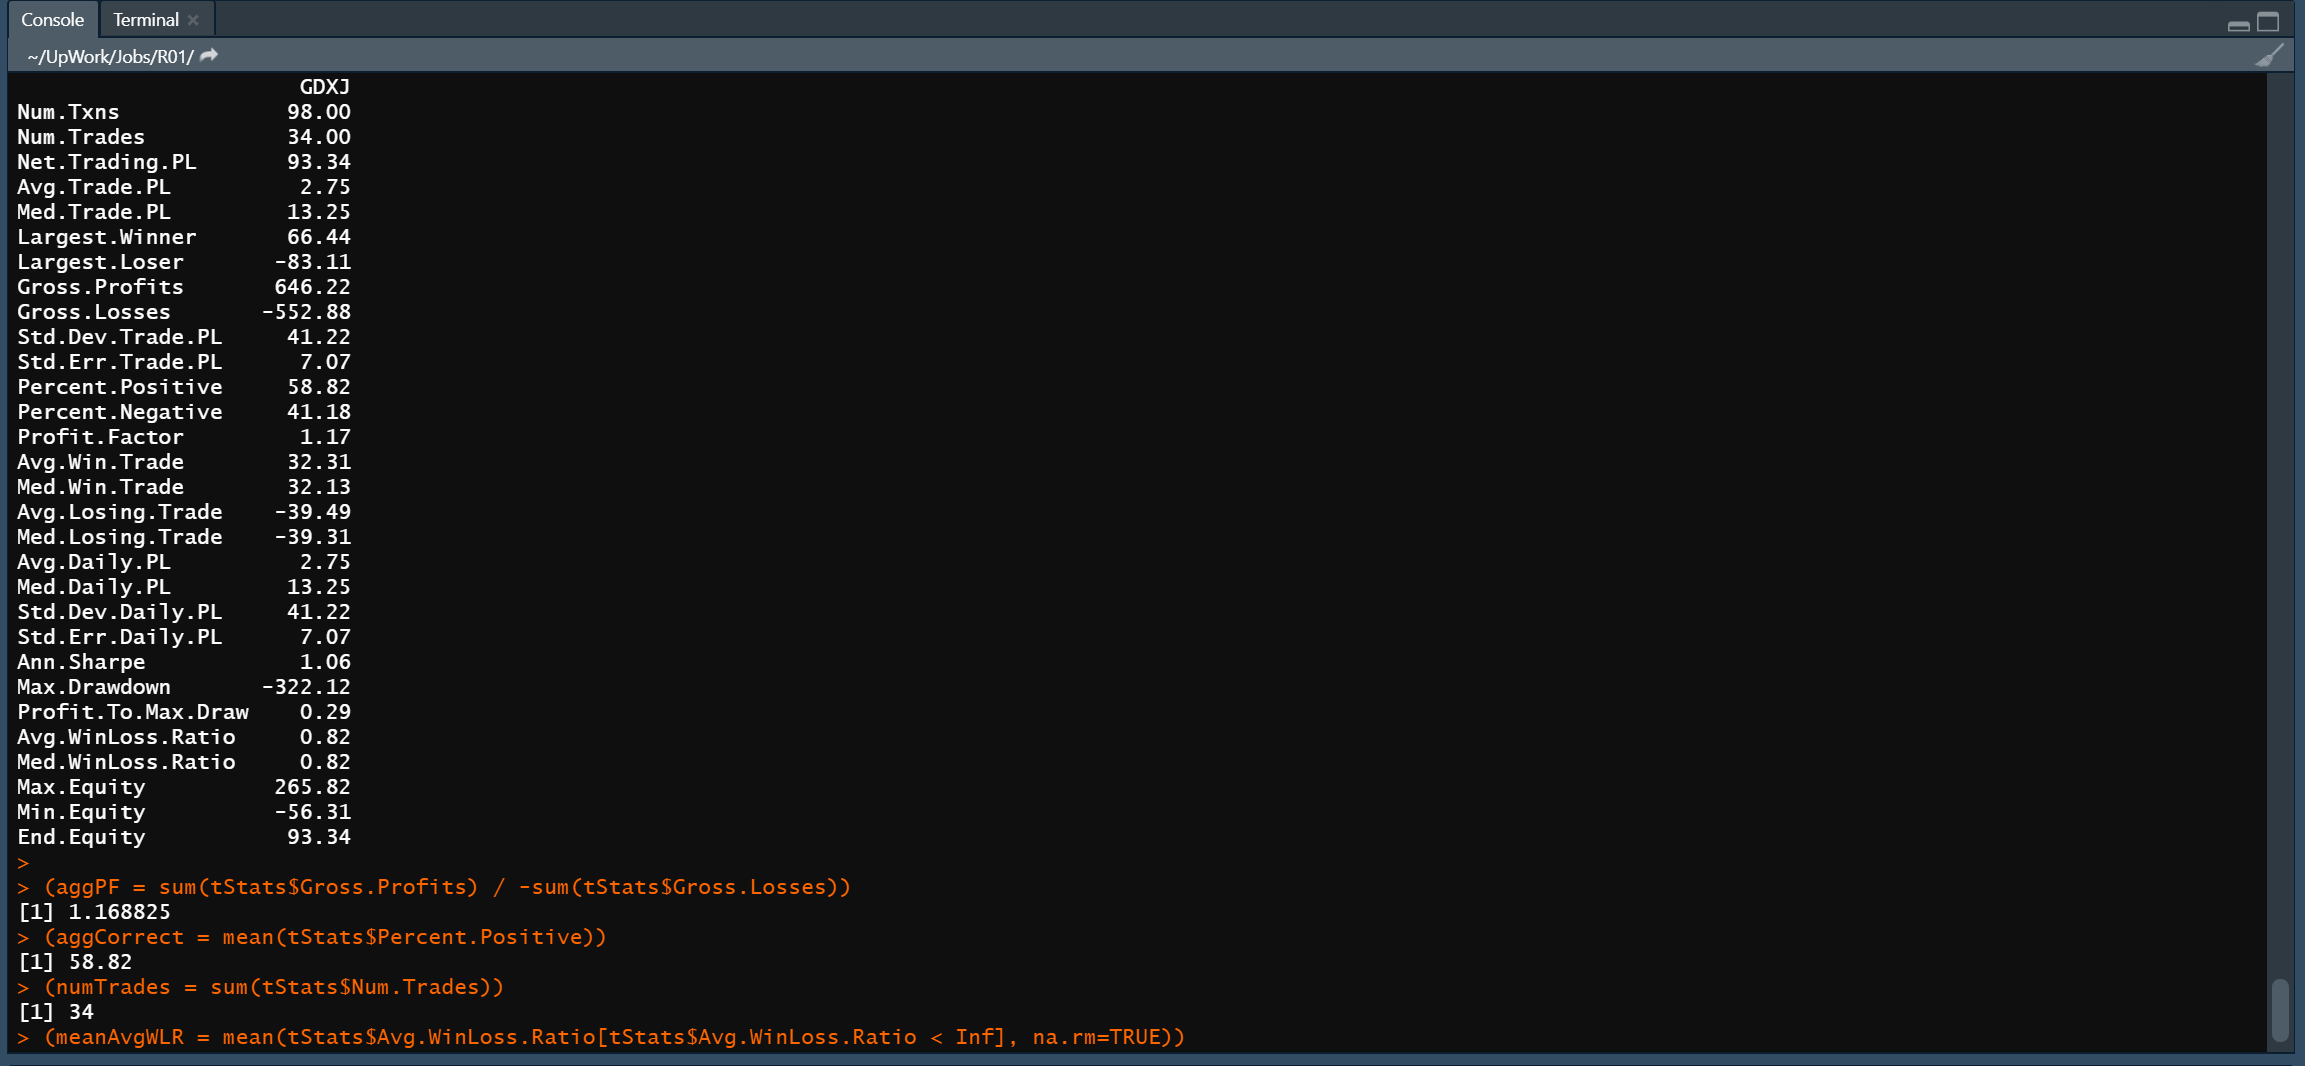 Console Terminal
~/UpWork/Jobs/R01/
GDXJ
Num.Txns 98.00
Num.Trades 34.00
Net.Trading.PL 93.34
Avg.Trade.PL 2.75
Med.Trade.PL 13.25
Largest.Winner 66.44
Largest.Loser -83.11
Gross.Profits 646.22
Gross.Losses -552.88
Std.Dev.Trade.PL 41.22
Std.Err.Trade.PL 7.07
Percent.Positive 58.82
Percent.Negative 41.18
Profit.Factor 1.17
Avg.Win.Trade 32.31
Med.Win.Trade 32.13
Avg.Losing.Trade -39.49
Med.Losing.Trade -39.31
Avg.Daily.PL 2.75
Med.Daily.PL 13.25
Std.Dev.Daily.PL 41.22
Std.Err.Daily.PL 7.07
Ann.Sharpe 1.06
Max.Drawdown -322.12
Profit.To.Max.Draw 0.29
Avg.WinLoss.Ratio 0.82
Med.WinLoss.Ratio 0.82
Max.Equity 265.82
Min.Equity -56.31
End.Equity 93.34
>
> (aggPF = sum(tStats$Gross.Profits) / -sum(tStats$Gross.Losses))
[1] 1.168825
> (aggCorrect = mean(tStats$Percent.Positive))
[1] 58.82
> (numTrades = sum(tStats$Num.Trades))
[1] 34
> (meanAvgWLR = mean(tStats$Avg.WinLoss.Ratio[tStats$Avg.WinLoss.Ratio < Inf], na.rm=TRUE))